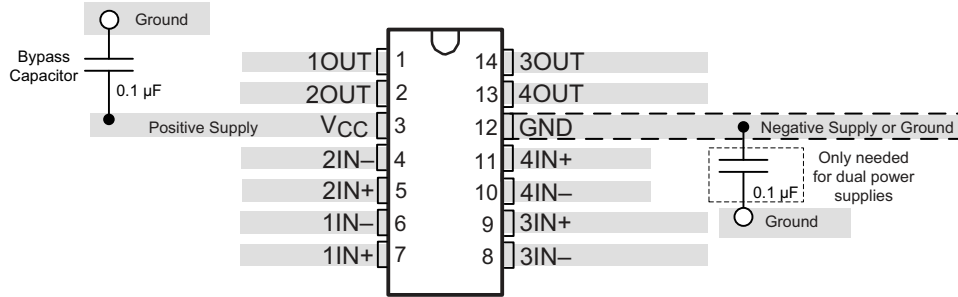 Ground
Bypass
Capacitor
0.1 µF
Positive Supply
1OUT 1
2OUT 2
VCC 3
2IN– 4
2IN+ 5
1IN– 6
1IN+ 7
14 3OUT
13 4OUT
12 GND
11 4IN+
10 4IN–
9 3IN+
8 3IN–
Negative Supply or Ground
Only needed
for dual power
supplies
0.1 µF
Ground